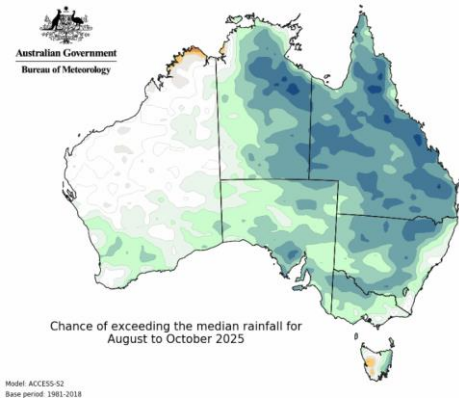 Australian Government
Bureau of Meteorology
Chance of exceeding the median rainfall for
August to October 2025
Model: ACCESS-S2
Base period: 1981-2018